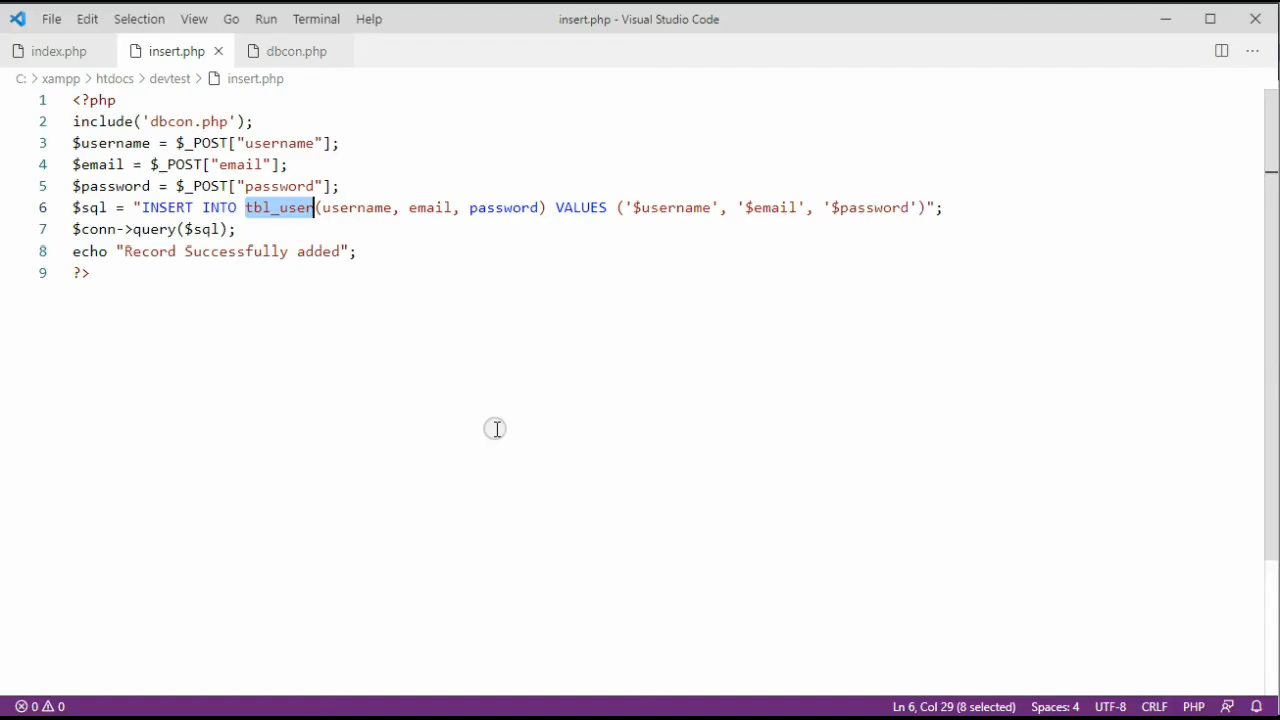 File Edit Selection View Go Run Terminal Help insert.php - Visual Studio Code
index.php insert.php dbcon.php
C: > xampp > htdocs > devtest > insert.php
1 <?php
2 include('dbcon.php');
3 $username = $_POST["username"];
4 $email = $_POST["email"];
5 $password = $_POST["password"];
6 $sql = "INSERT INTO tbl_user(username, email, password) VALUES ('$username', '$email', '$password')";
7 $conn->query($sql);
8 echo "Record Successfully added";
9 ?>
0 0 Ln 6, Col 29 (8 selected) Spaces: 4 UTF-8 CRLF PHP